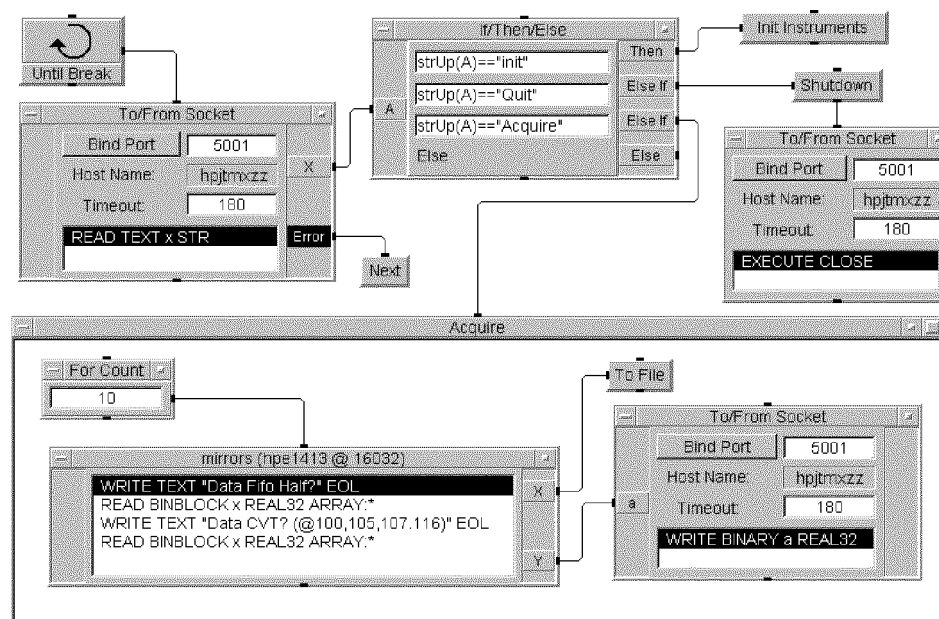 Until Break
To/From Socket
Bind Port
5001
Host Name:
hpjtmxzz
Timeout:
180
READ TEXT x STR
X
Error
Next
If/Then/Else
A
strUp(A)=="init"
strUp(A)=="Quit"
strUp(A)=="Acquire"
Else
Then
Else If
Else If
Else
Init Instruments
Shutdown
To/From Socket
Bind Port
5001
Host Name:
hpjtmxzz
Timeout:
180
EXECUTE CLOSE
Acquire
For Count
10
mirrors (hpe1413 @ 16032)
WRITE TEXT "Data Fifo Half?" EOL
READ BINBLOCK x REAL32 ARRAY:*
WRITE TEXT "Data CVT? (@100,105,107.116)" EOL
READ BINBLOCK x REAL32 ARRAY:*
X
Y
To File
To/From Socket
a
Bind Port
5001
Host Name:
hpjtmxzz
Timeout:
180
WRITE BINARY a REAL32